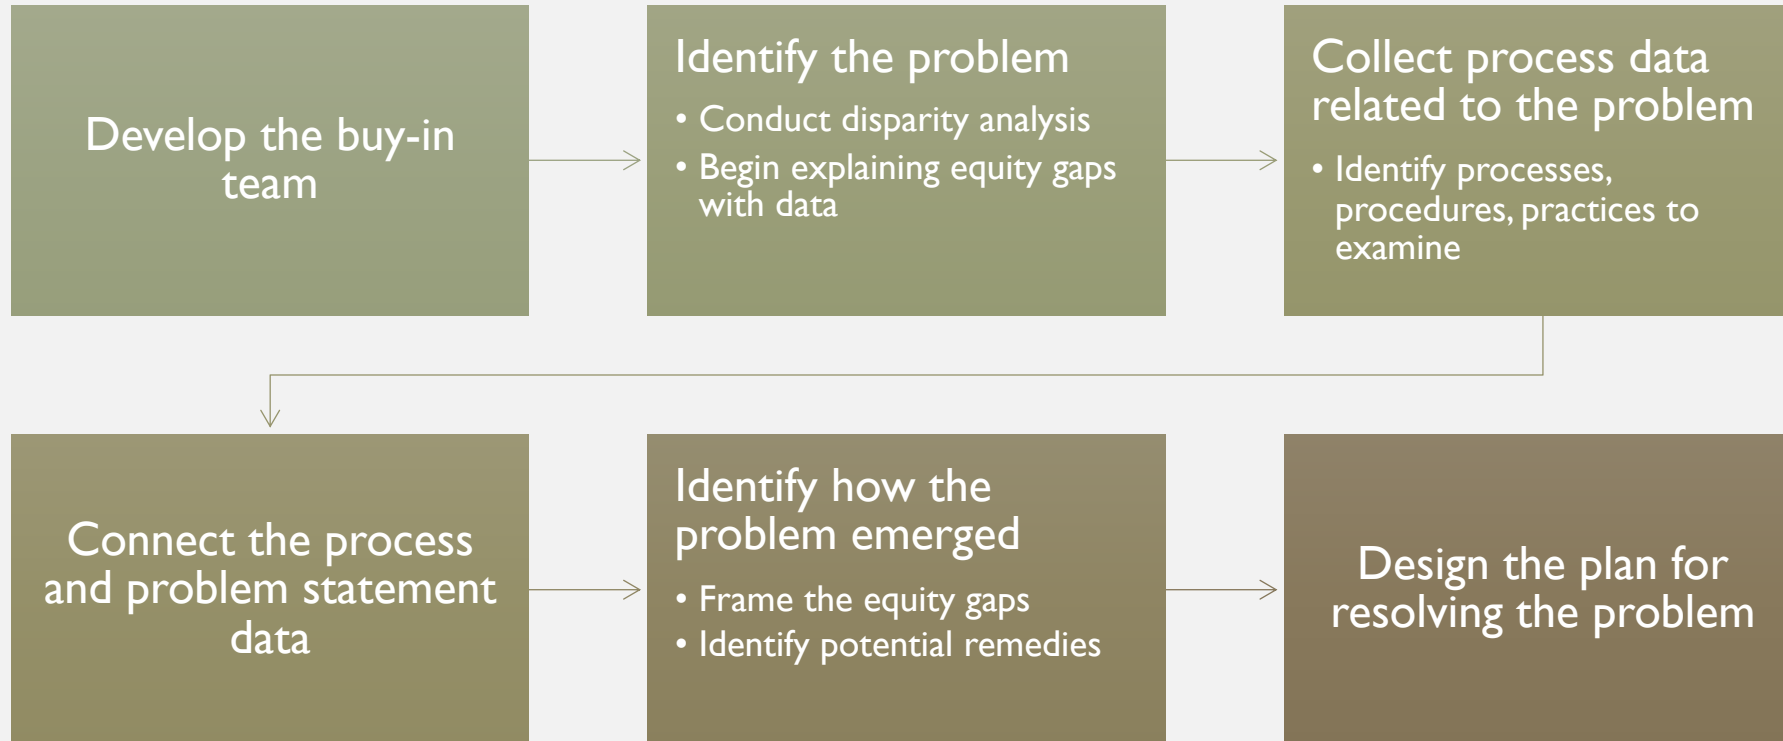 Develop the buy-in
team
Identify the problem
• Conduct disparity analysis
• Begin explaining equity gaps
with data
Collect process data
related to the problem
• Identify processes,
procedures, practices to
examine
Connect the process
and problem statement
data
Identify how the
problem emerged
• Frame the equity gaps
• Identify potential remedies
Design the plan for
resolving the problem